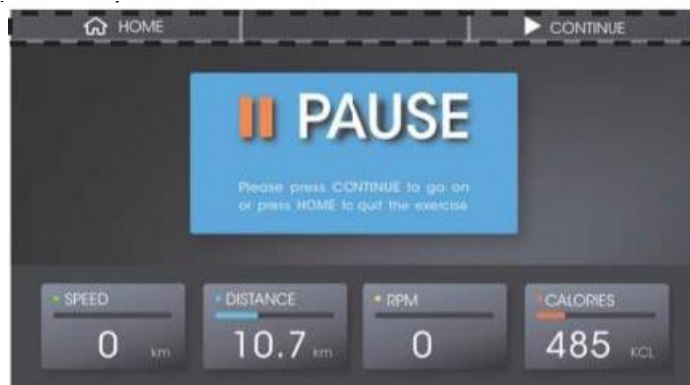 HOME
CONTINUE
PAUSE
Please press CONTINUE to go on
or press HOME to quit the exercise
SPEED DISTANCE RPM CALORIES
0 km 10.7 km 0 485 KCL